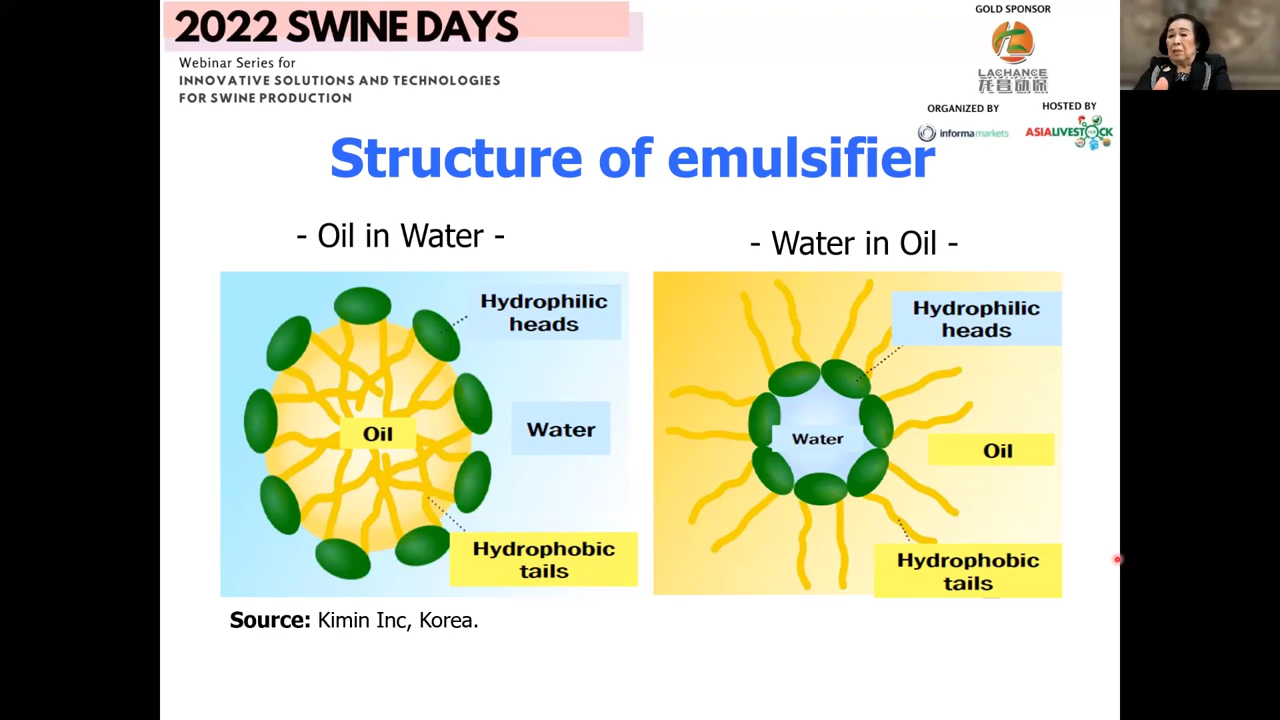 2022 SWINE DAYS
Webinar Series for
INNOVATIVE SOLUTIONS AND TECHNOLOGIES
FOR SWINE PRODUCTION
GOLD SPONSOR
LACHANCE
ORGANIZED BY
HOSTED BY
informa markets
ASIALIVESTOCK
Structure of emulsifier
- Oil in Water -
Hydrophilic
heads
Oil
Water
Hydrophobic
tails
- Water in Oil -
Hydrophilic
heads
Water
Oil
Hydrophobic
tails
Source: Kimin Inc, Korea.